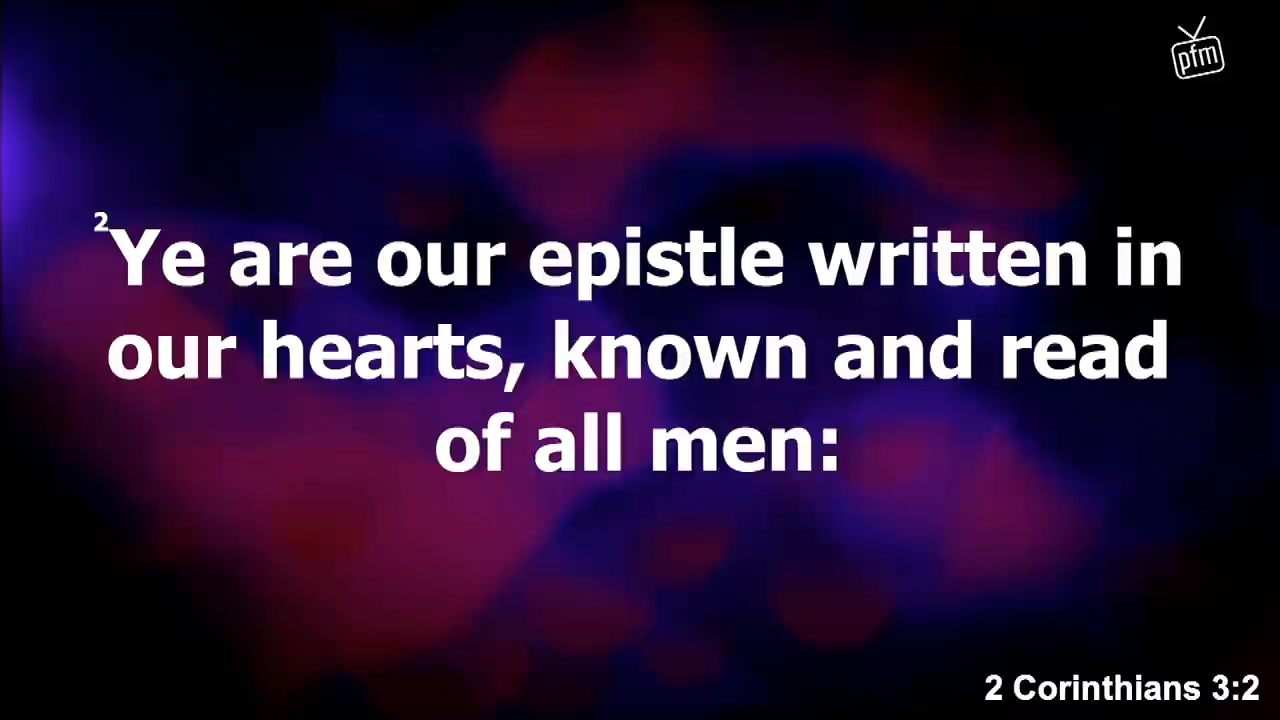 pfm
2Ye are our epistle written in
our hearts, known and read
of all men:
2 Corinthians 3:2